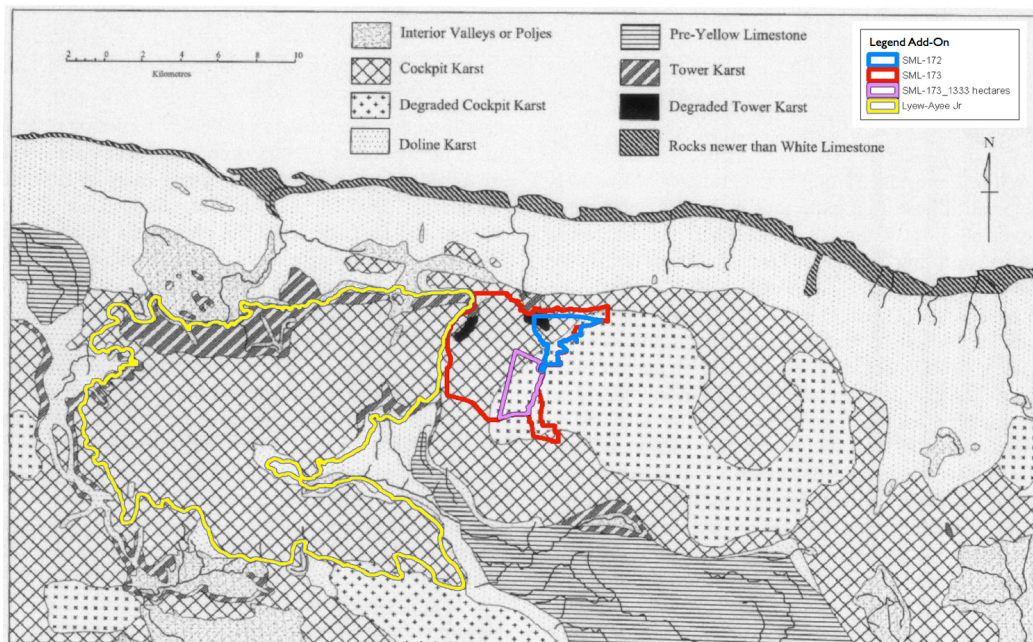 Interior Valleys or Poljes
Cockpit Karst
Degraded Cockpit Karst
Doline Karst
Pre-Yellow Limestone
Tower Karst
Degraded Tower Karst
Rocks newer than White Limestone
Legend Add-On
SML-172
SML-173
SML-173_1333 hectares
Lyew-Ayee Jr
2 0 2 4 6 8 10
Kilometres
N